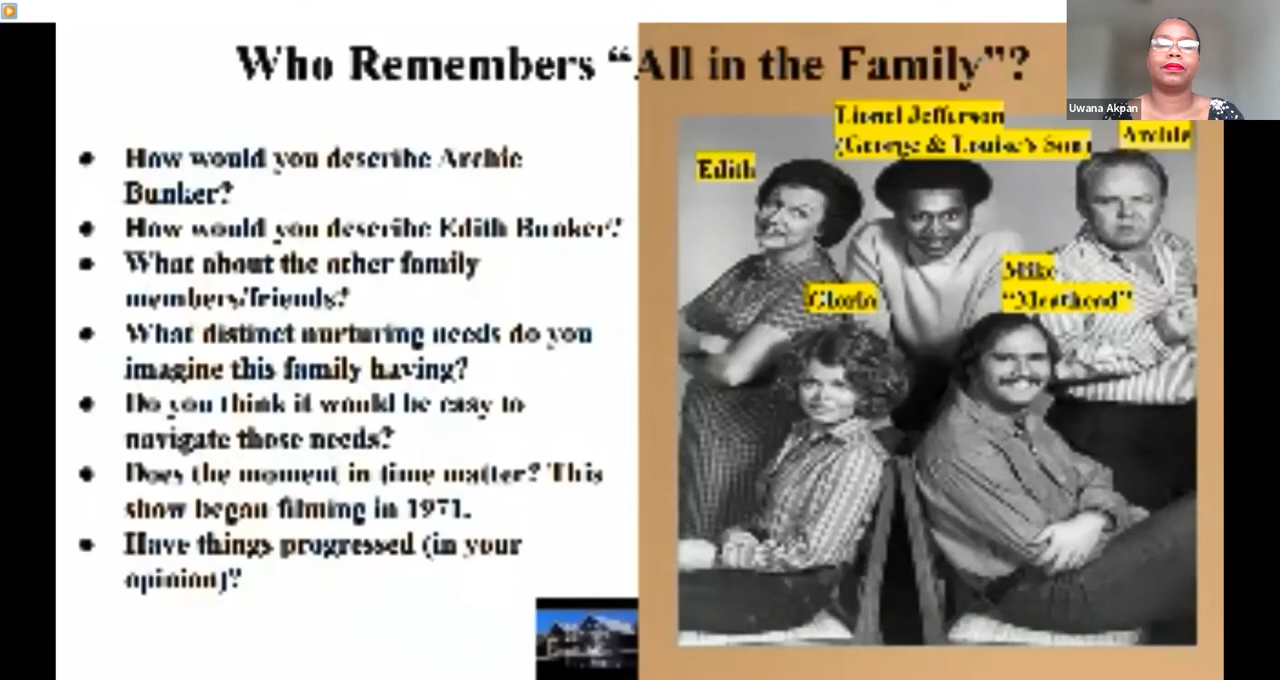 Who Remembers “All in the Family”?
Uwana Akpan
Lionel Jefferson
(George & Louise's Son)
Archie
Edith
Mike
“Meathead”
Gloria
• How would you describe Archie
Bunker?
• How would you describe Edith Bunker?
• What about the other family
members/friends?
• What distinct nurturing needs do you
imagine this family having?
• Do you think it would be easy to
navigate those needs?
• Does the moment in time matter? This
show began filming in 1971.
• Have things progressed (in your
opinion)?